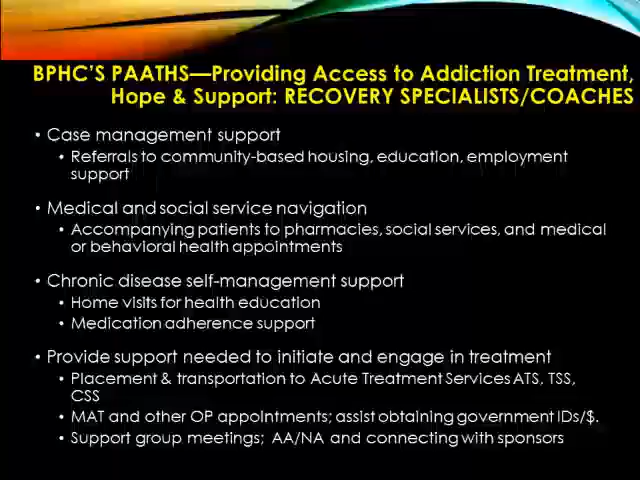 BPHC'S PAATHS—Providing Access to Addiction Treatment,
Hope & Support: RECOVERY SPECIALISTS/COACHES
• Case management support
• Referrals to community-based housing, education, employment
support
• Medical and social service navigation
• Accompanying patients to pharmacies, social services, and medical
or behavioral health appointments
• Chronic disease self-management support
• Home visits for health education
• Medication adherence support
• Provide support needed to initiate and engage in treatment
• Placement & transportation to Acute Treatment Services ATS, TSS,
CSS
• MAT and other OP appointments; assist obtaining government IDs/$.
• Support group meetings; AA/NA and connecting with sponsors